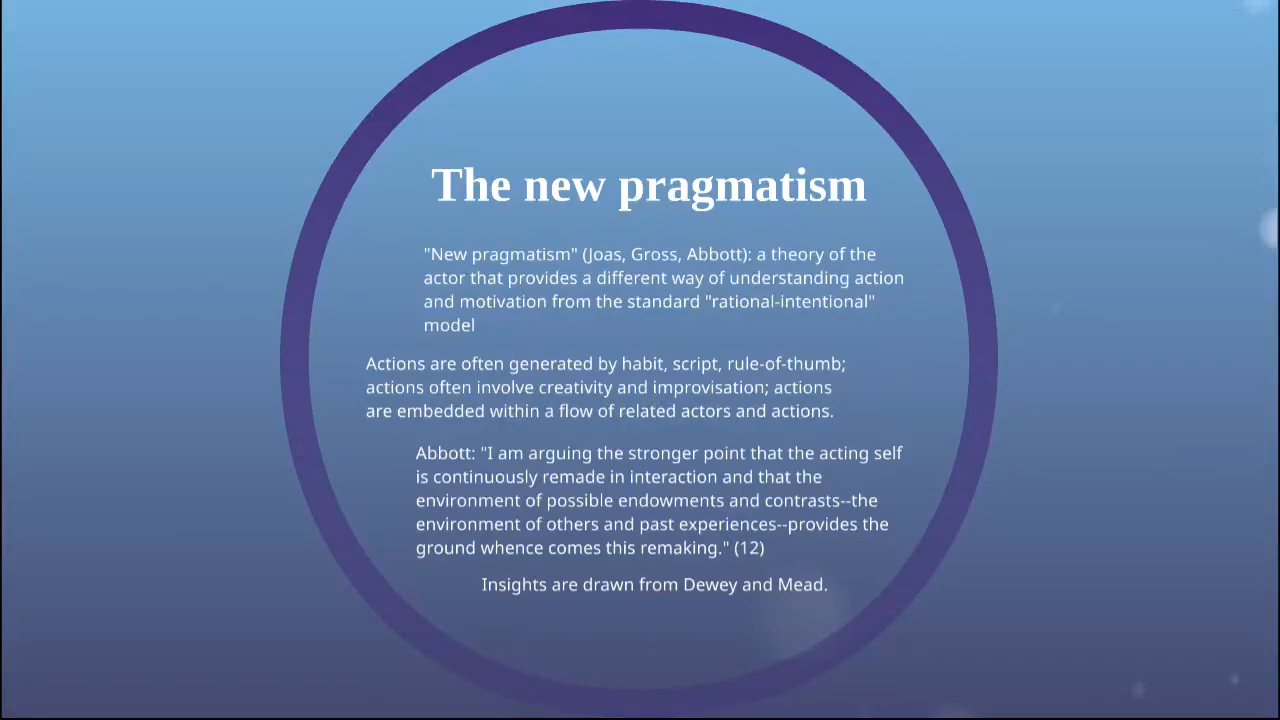 The new pragmatism
"New pragmatism" (Joas, Gross, Abbott): a theory of the
actor that provides a different way of understanding action
and motivation from the standard "rational-intentional"
model
Actions are often generated by habit, script, rule-of-thumb;
actions often involve creativity and improvisation; actions
are embedded within a flow of related actors and actions.
Abbott: "I am arguing the stronger point that the acting self
is continuously remade in interaction and that the
environment of possible endowments and contrasts--the
environment of others and past experiences--provides the
ground whence comes this remaking." (12)
Insights are drawn from Dewey and Mead.